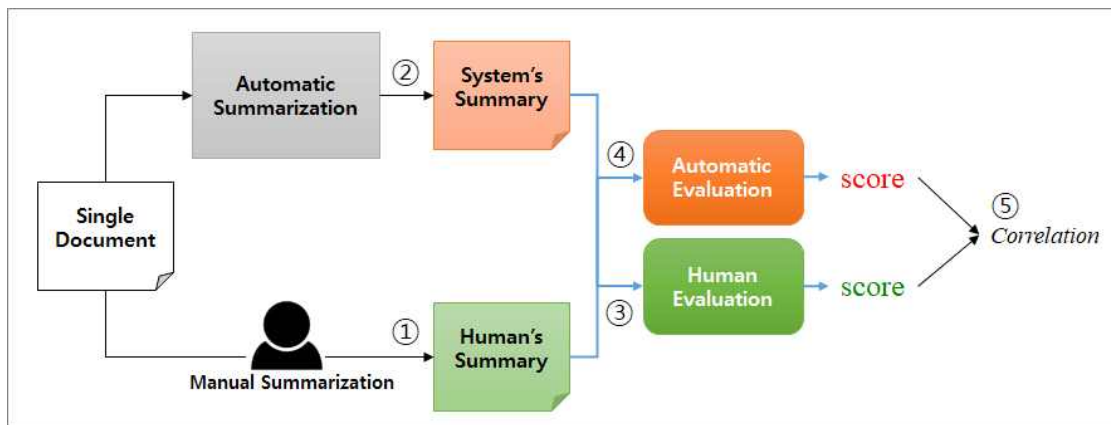 Automatic
Summarization
②
System's
Summary
④
Automatic
Evaluation
score
Single
Document
⑤
Correlation
Human
Evaluation
score
③
①
Human's
Summary
Manual Summarization